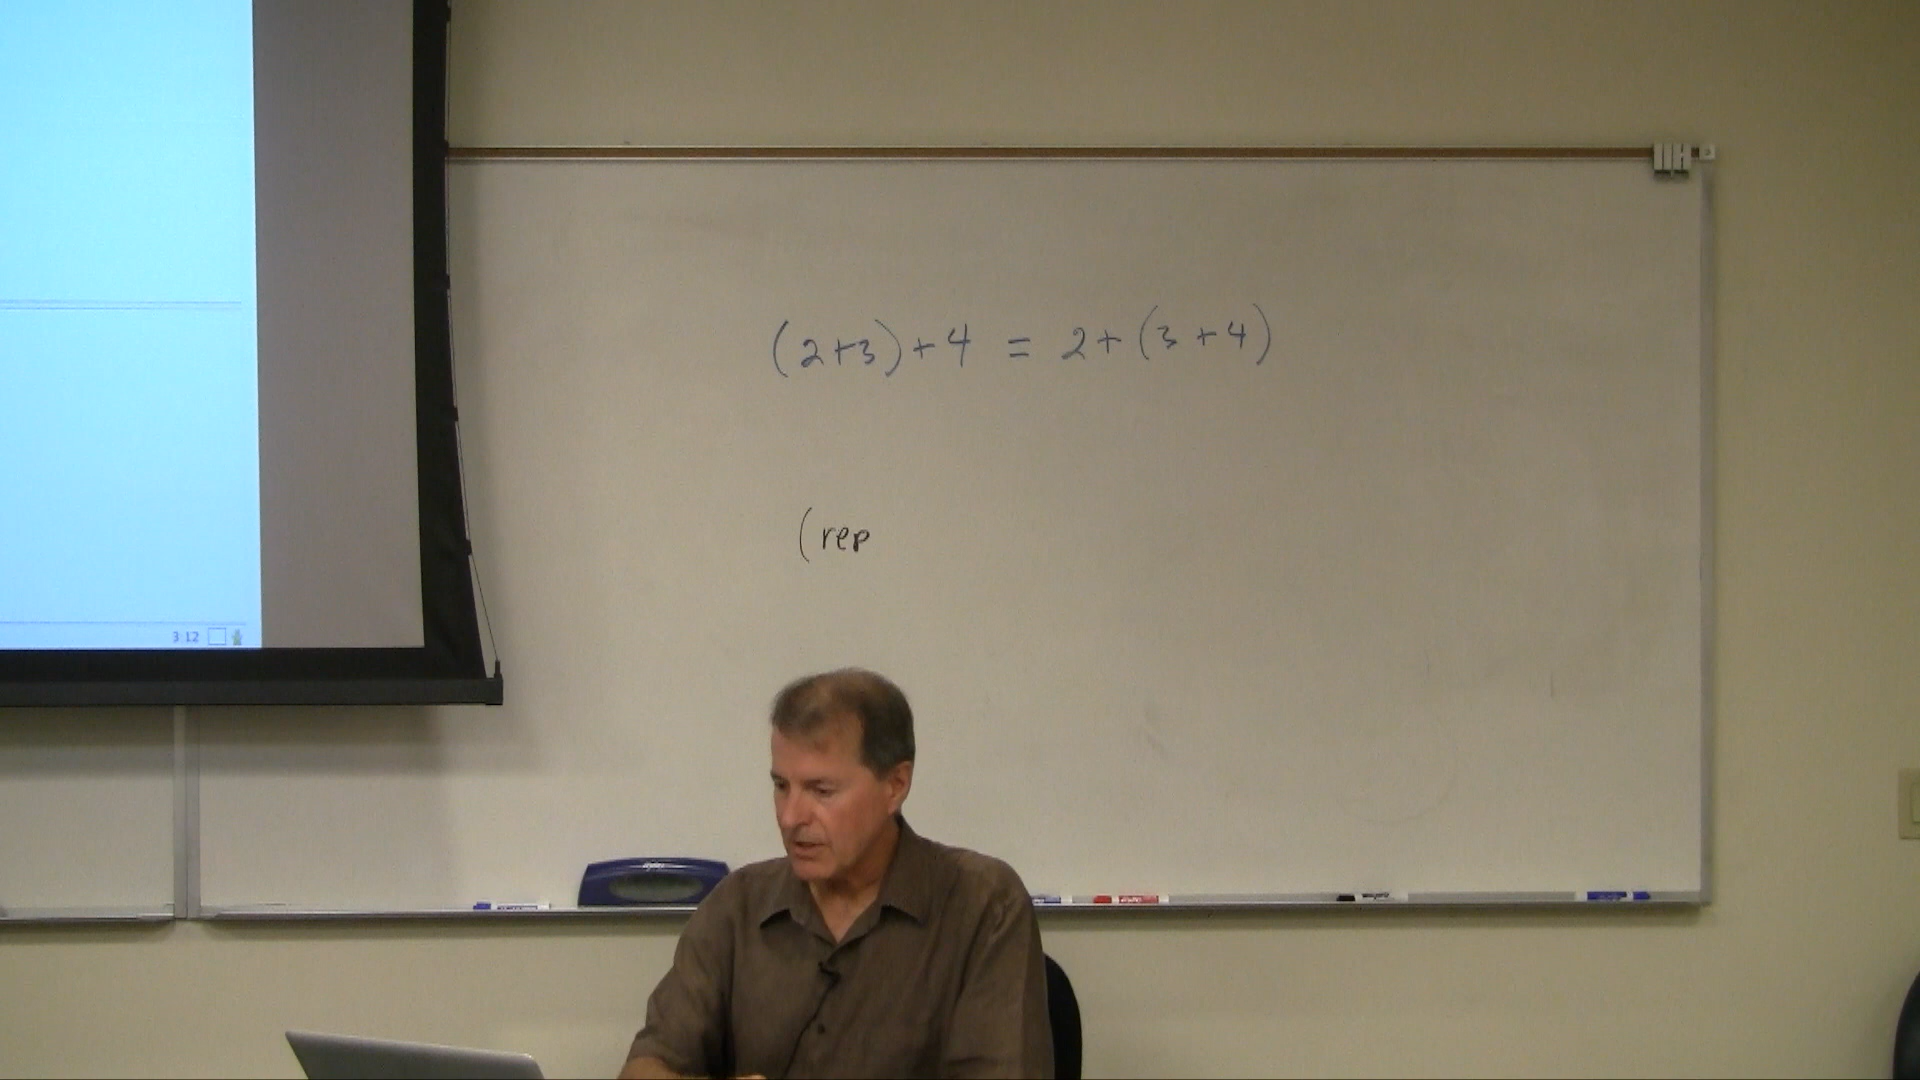 (2+3)+4 = 2+(3+4)
(rep
3:12